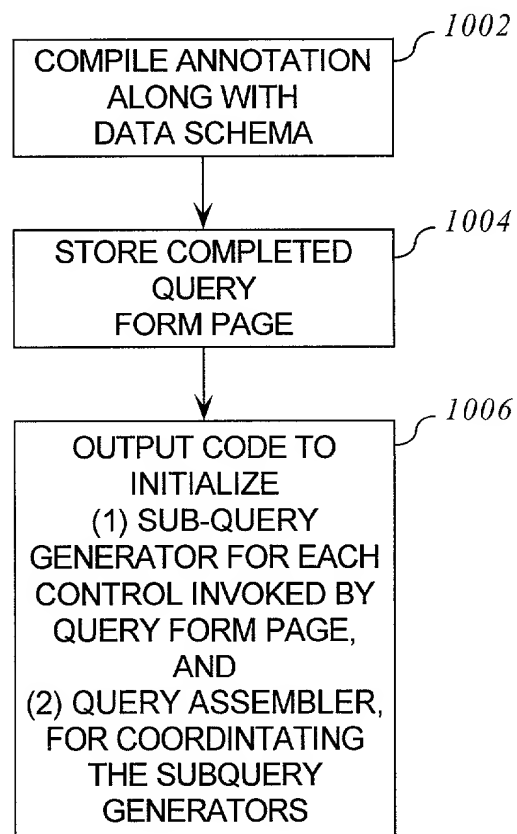 1002
COMPILE ANNOTATION
ALONG WITH
DATA SCHEMA
1004
STORE COMPLETED
QUERY
FORM PAGE
1006
OUTPUT CODE TO
INITIALIZE
(1) SUB-QUERY
GENERATOR FOR EACH
CONTROL INVOKED BY
QUERY FORM PAGE,
AND
(2) QUERY ASSEMBLER,
FOR COORDINTATING
THE SUBQUERY
GENERATORS